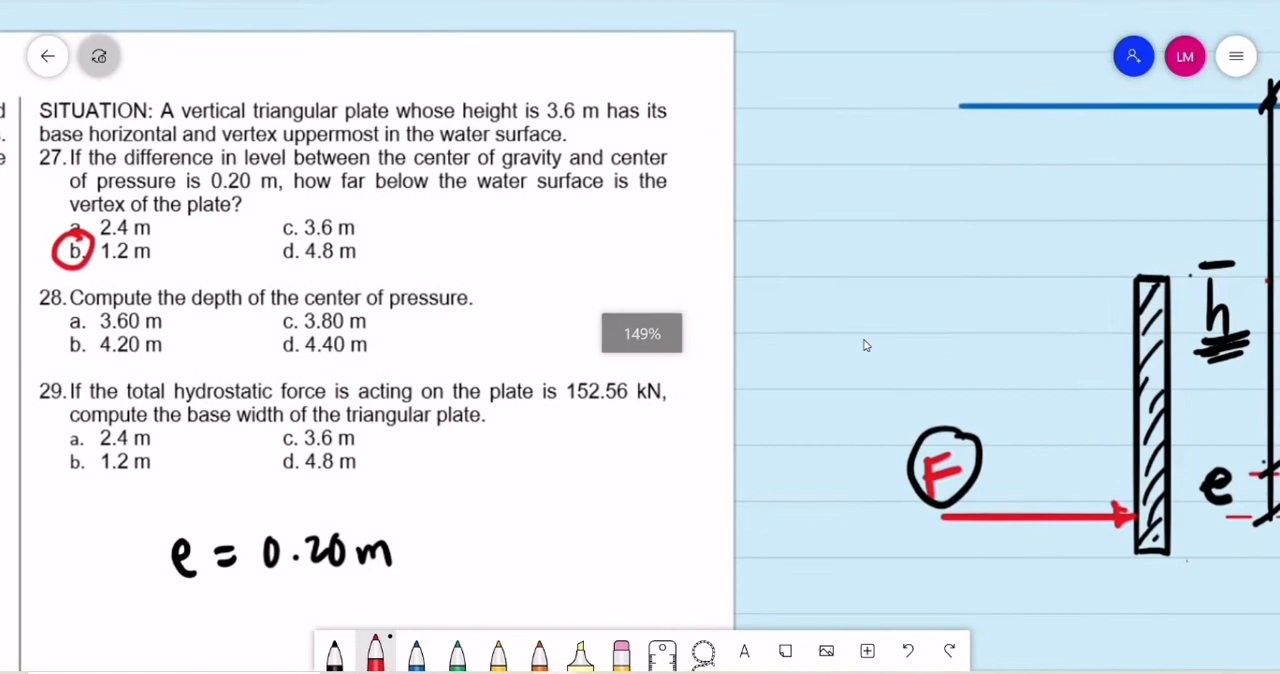 LM
d
s.
e
SITUATION: A vertical triangular plate whose height is 3.6 m has its
base horizontal and vertex uppermost in the water surface.
27. If the difference in level between the center of gravity and center
of pressure is 0.20 m, how far below the water surface is the
vertex of the plate?
a. 2.4 m c. 3.6 m
b. 1.2 m d. 4.8 m
28. Compute the depth of the center of pressure.
a. 3.60 m c. 3.80 m
b. 4.20 m d. 4.40 m
149%
29. If the total hydrostatic force is acting on the plate is 152.56 kN,
compute the base width of the triangular plate.
a. 2.4 m c. 3.6 m
b. 1.2 m d. 4.8 m
e = 0.20 m
h̄
F
e
A